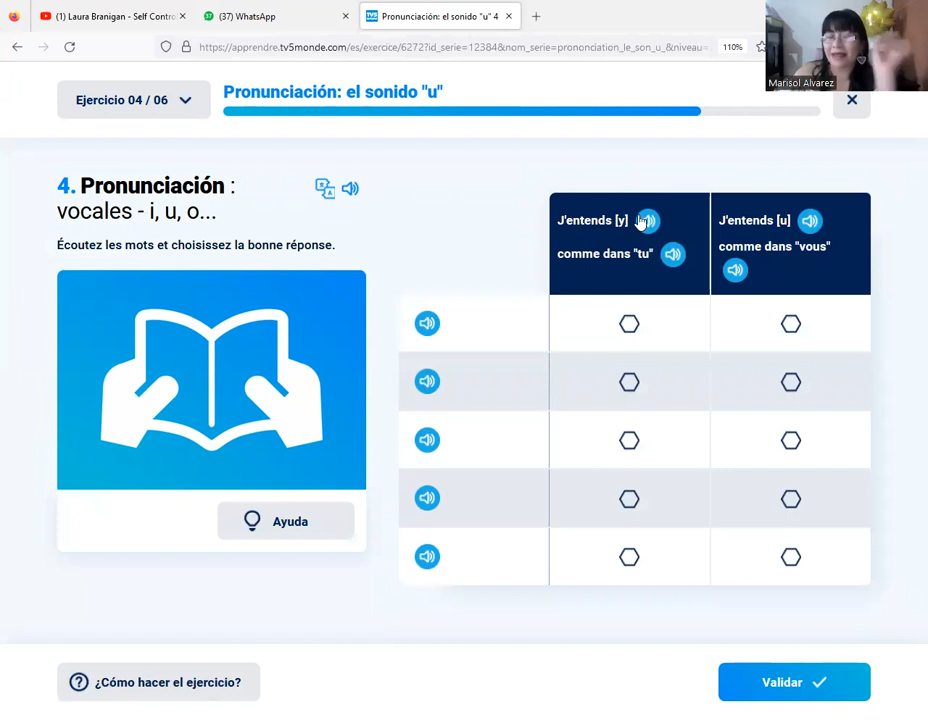 (1) Laura Branigan - Self Contro
(37) WhatsApp
TV5
Pronunciación: el sonido "u" 4
https://apprendre.tv5monde.com/es/exercice/6272?id_serie=12384&nom_serie=prononciation_le_son_u_&niveau=
110%
Marisol Alvarez
Ejercicio 04 / 06
Pronunciación: el sonido "u"
4. Pronunciación :
vocales - i, u, o...
Écoutez les mots et choisissez la bonne réponse.
J'entends [y]
comme dans "tu"
J'entends [u]
comme dans "vous"
Ayuda
¿Cómo hacer el ejercicio?
Validar